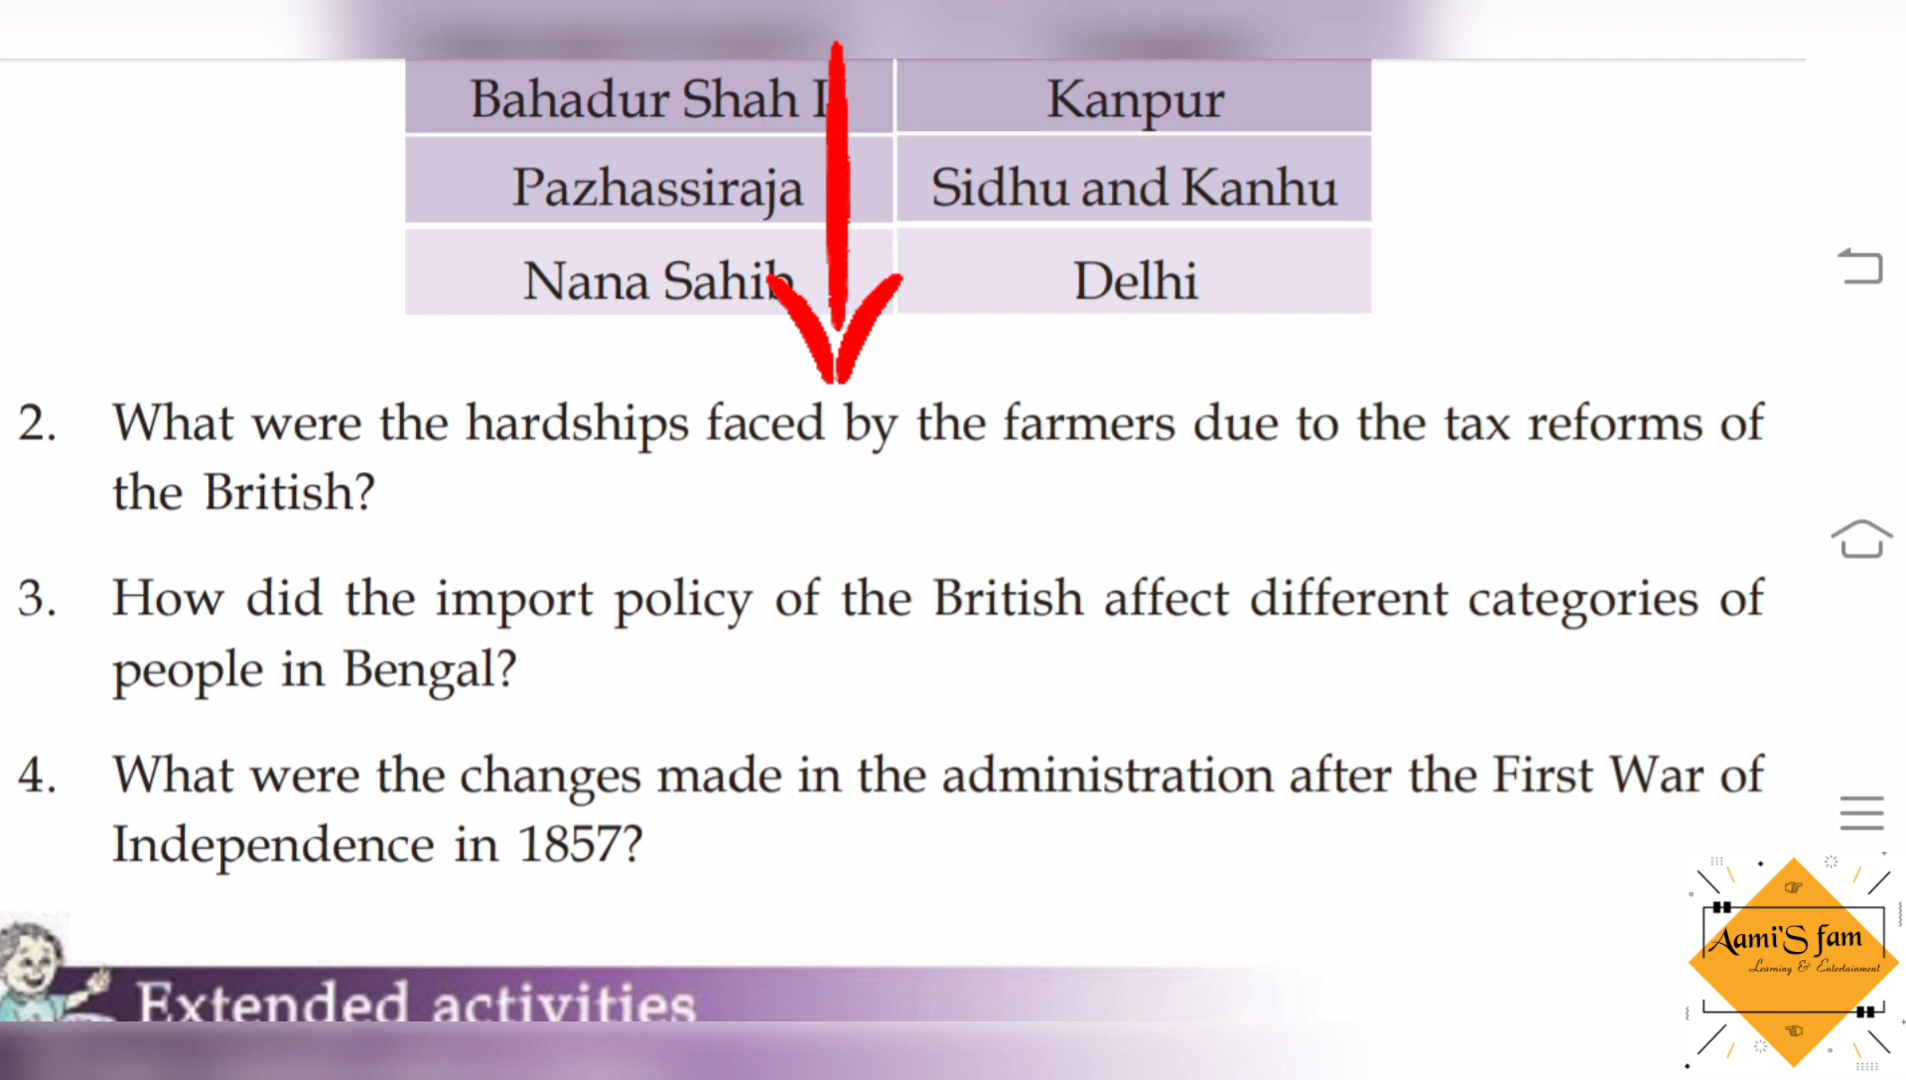 Bahadur Shah I Kanpur
Pazhassiraja Sidhu and Kanhu
Nana Sahib Delhi
2. What were the hardships faced by the farmers due to the tax reforms of
the British?
3. How did the import policy of the British affect different categories of
people in Bengal?
4. What were the changes made in the administration after the First War of
Independence in 1857?
Extended activities
Aami'S fam
Learning & Entertainment